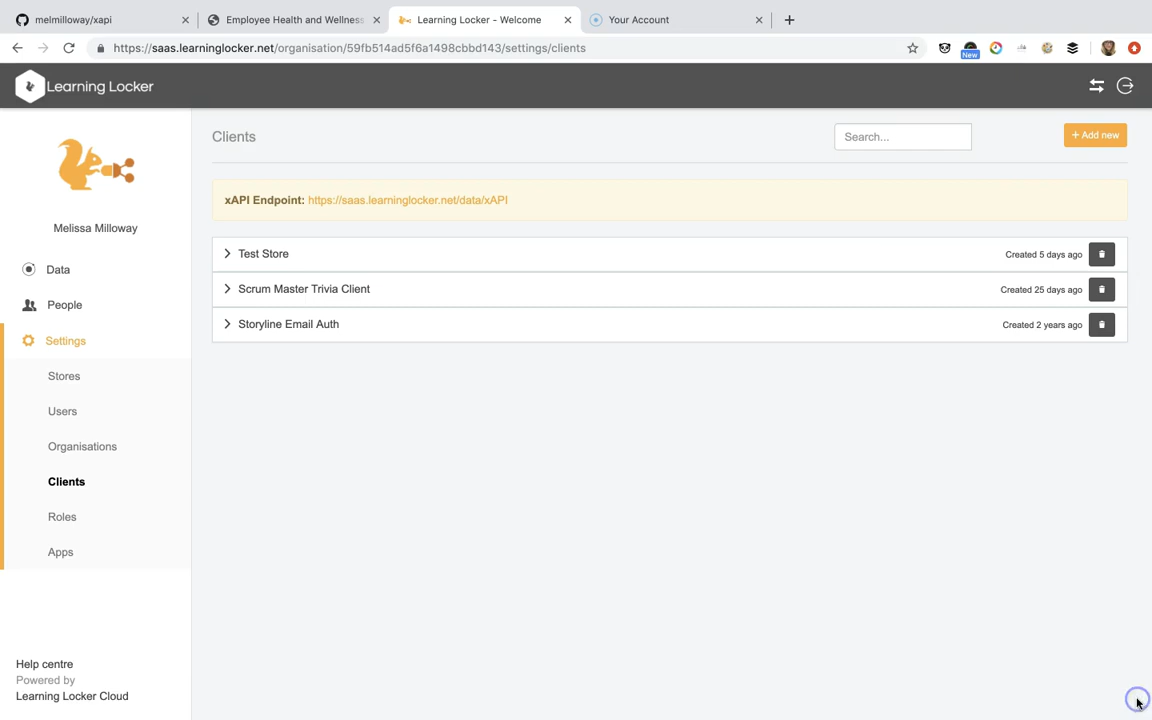 melmilloway/xapi
Employee Health and Wellness
Learning Locker - Welcome
Your Account
https://saas.learninglocker.net/organisation/59fb514ad5f6a1498cbbd143/settings/clients
New
Learning Locker
Clients
Search...
+ Add new
Melissa Milloway
xAPI Endpoint: https://saas.learninglocker.net/data/xAPI
Data
People
Settings
Stores
Users
Organisations
Clients
Roles
Apps
Test Store
Created 5 days ago
Scrum Master Trivia Client
Created 25 days ago
Storyline Email Auth
Created 2 years ago
Help centre
Powered by
Learning Locker Cloud